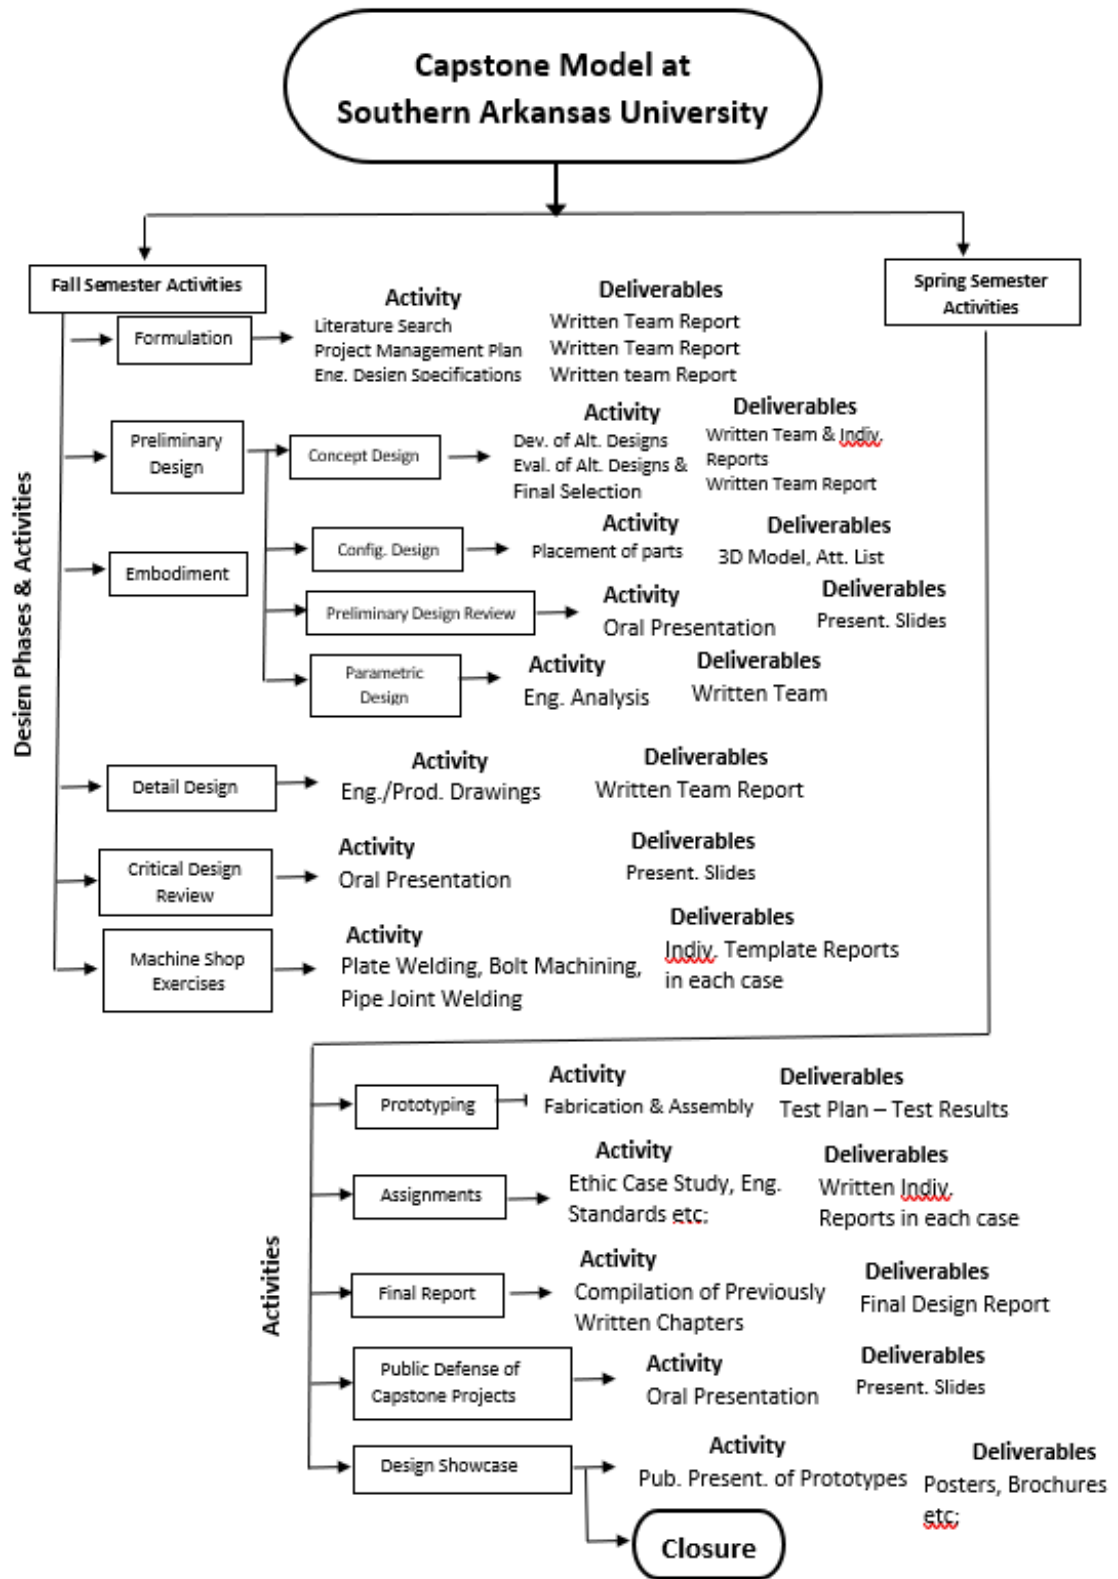 Capstone Model at
Southern Arkansas University
Fall Semester Activities
Spring Semester
Activities
Design Phases & Activities
Formulation
Activity
Literature Search
Project Management Plan
Eng. Design Specifications
Deliverables
Written Team Report
Written Team Report
Written team Report
Preliminary
Design
Concept Design
Activity
Dev. of Alt. Designs
Eval. of Alt. Designs &
Final Selection
Deliverables
Written Team & Indiv.
Reports
Written Team Report
Embodiment
Config. Design
Activity
Placement of parts
Deliverables
3D Model, Att. List
Preliminary Design Review
Activity
Oral Presentation
Deliverables
Present. Slides
Parametric
Design
Activity
Eng. Analysis
Deliverables
Written Team
Detail Design
Activity
Eng./Prod. Drawings
Deliverables
Written Team Report
Critical Design
Review
Activity
Oral Presentation
Deliverables
Present. Slides
Machine Shop
Exercises
Activity
Plate Welding, Bolt Machining,
Pipe Joint Welding
Deliverables
Indiv. Template Reports
in each case
Activities
Prototyping
Activity
Fabrication & Assembly
Deliverables
Test Plan – Test Results
Assignments
Activity
Ethic Case Study, Eng.
Standards etc;
Deliverables
Written Indiv.
Reports in each case
Final Report
Activity
Compilation of Previously
Written Chapters
Deliverables
Final Design Report
Public Defense of
Capstone Projects
Activity
Oral Presentation
Deliverables
Present. Slides
Design Showcase
Activity
Pub. Present. of Prototypes
Deliverables
Posters, Brochures
etc;
Closure